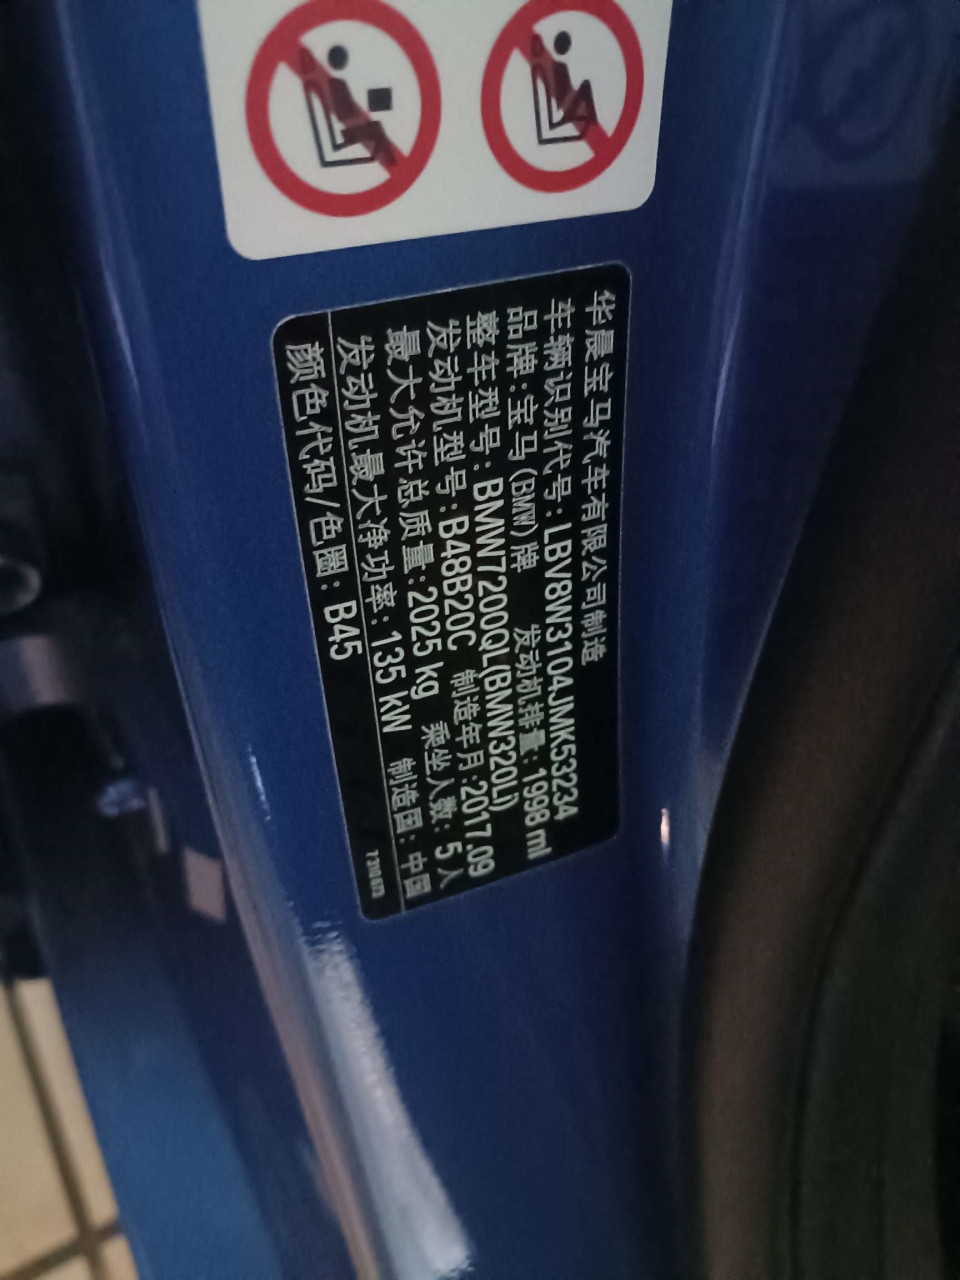 华晨宝马汽车有限公司制造
车辆识别代号:LBV8W3104JMK53234
品牌:宝马(BMW)牌 发动机排量:1998 ml
整车型号:BMW7200QL(BMW320Li)
发动机型号:B48B20C 制造年月:2017.09
最大允许总质量:2025 kg 乘坐人数:5人
发动机最大净功率:135 kW 制造国:中国
颜色代码/色圈:B45